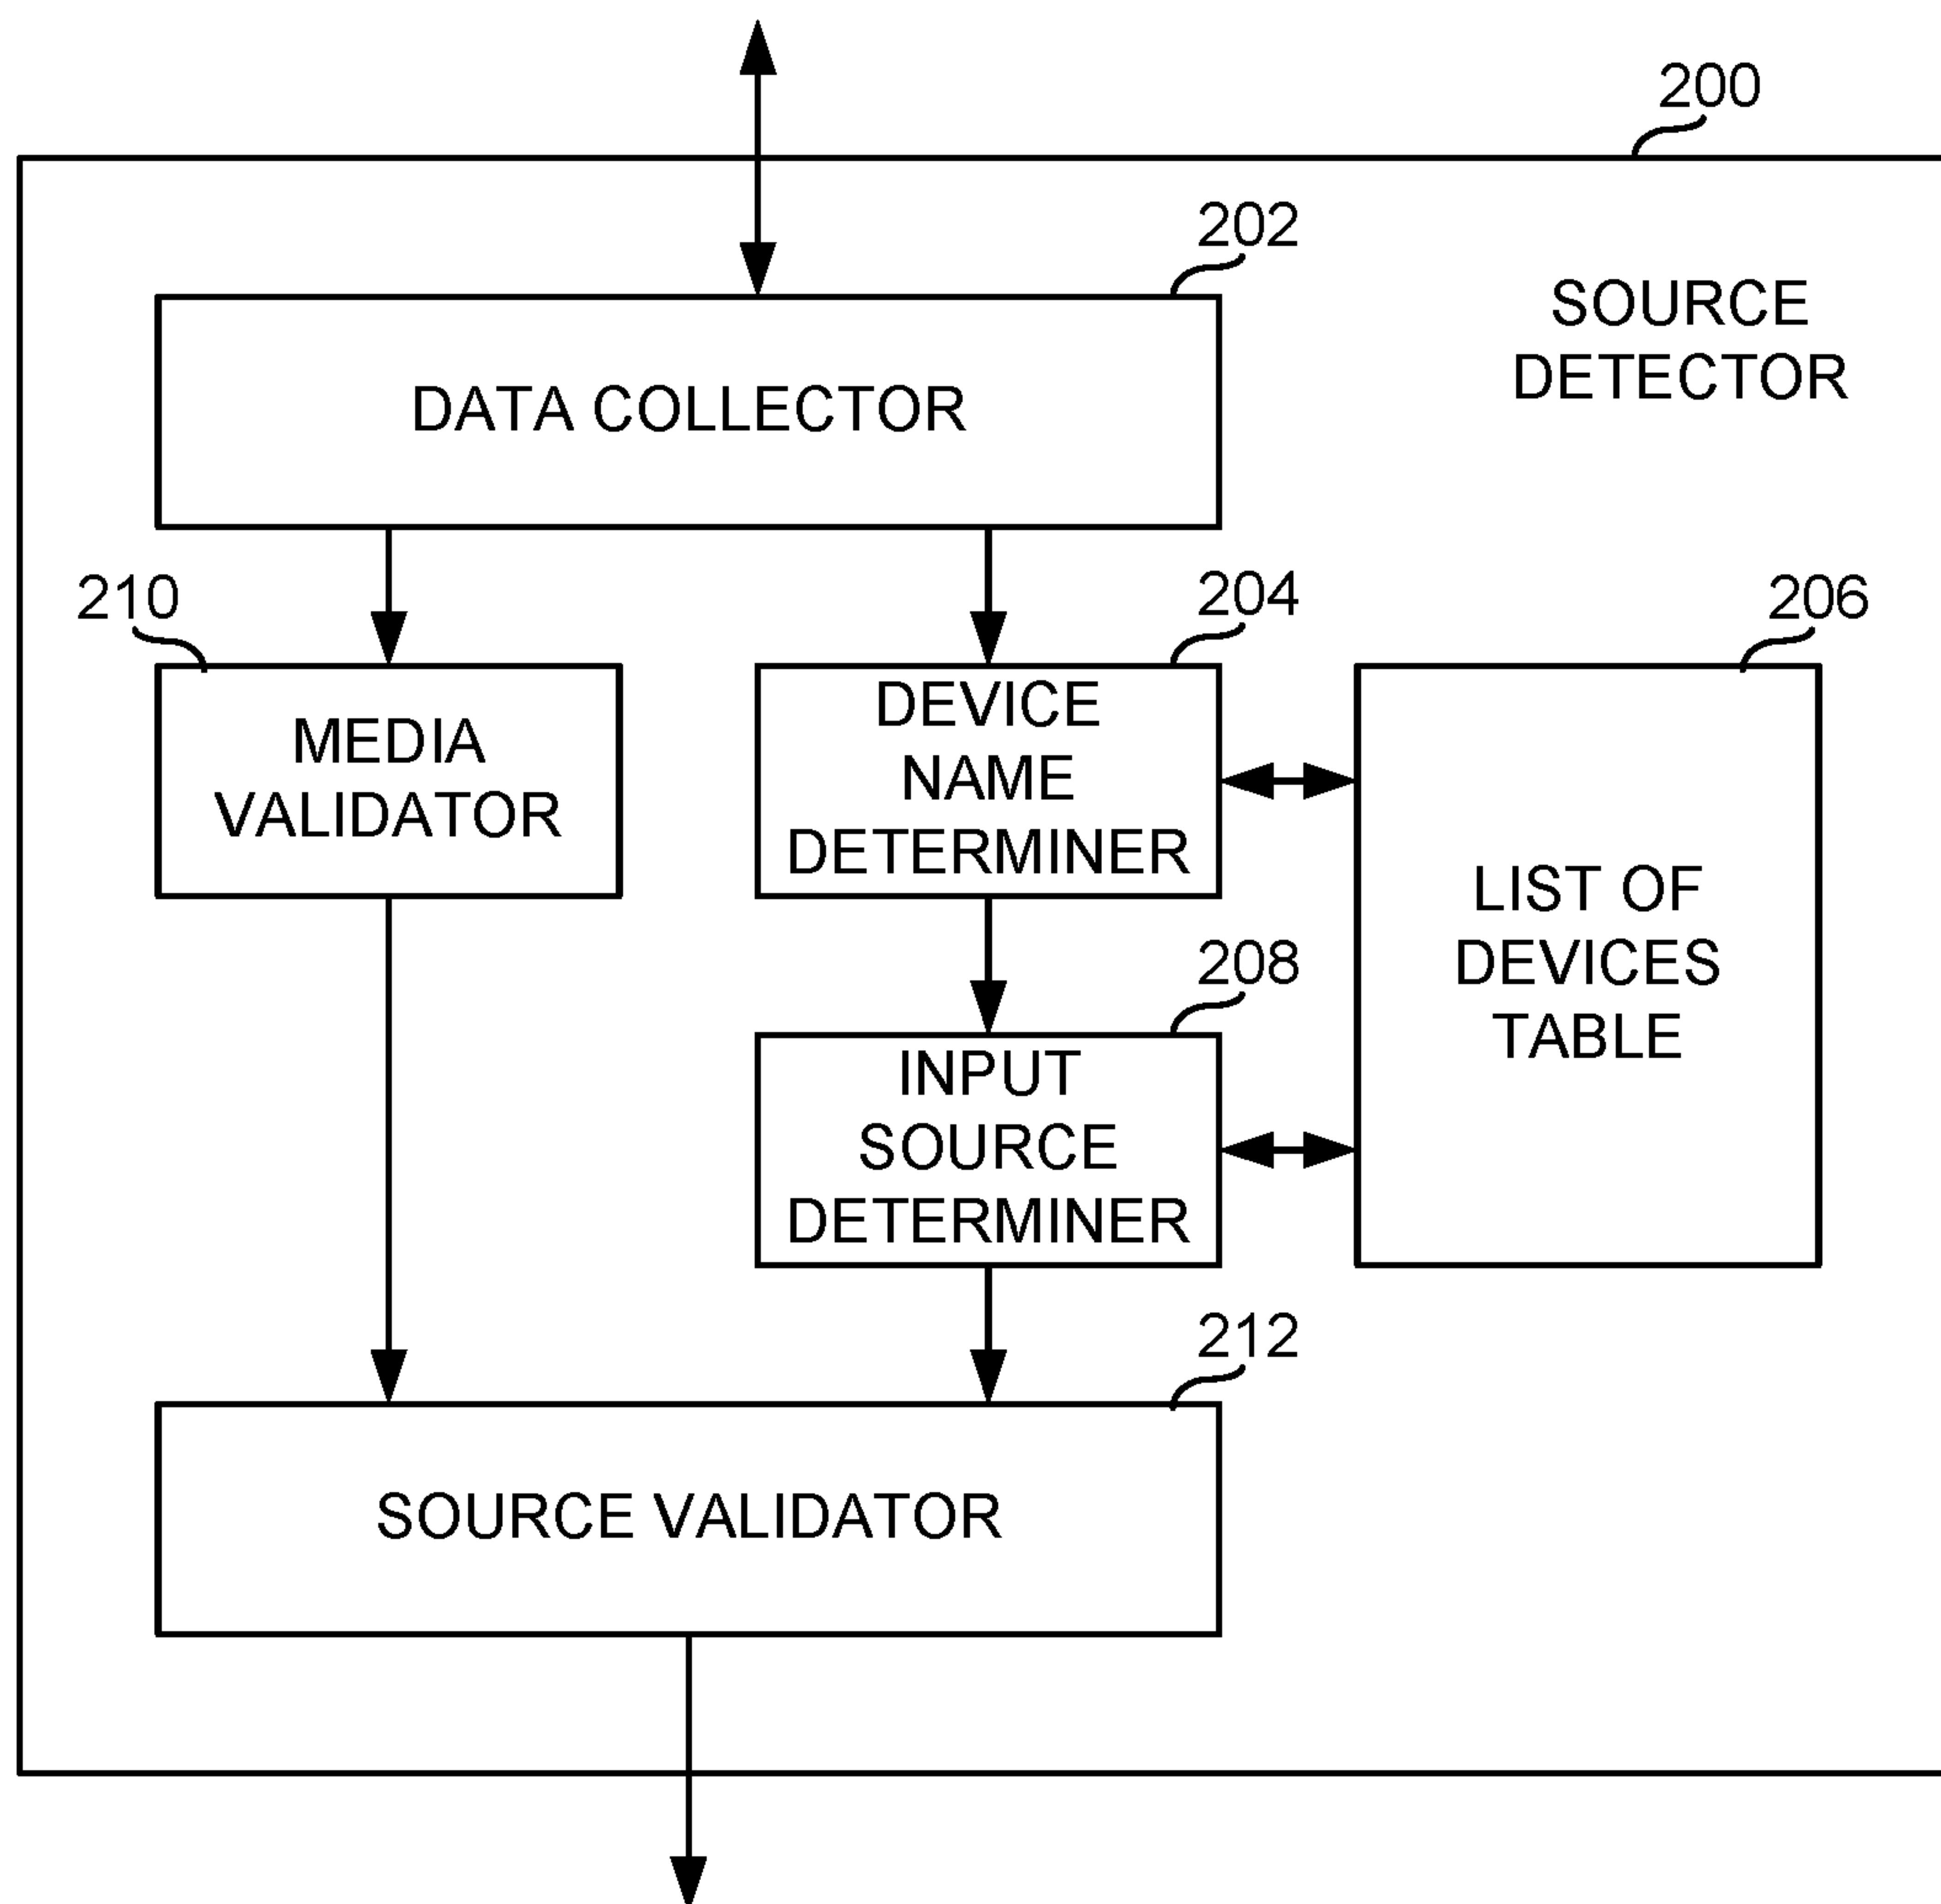 200
202
SOURCE
DETECTOR
DATA COLLECTOR
210
204
206
MEDIA
VALIDATOR
DEVICE
NAME
DETERMINER
LIST OF
DEVICES
TABLE
208
INPUT
SOURCE
DETERMINER
212
SOURCE VALIDATOR